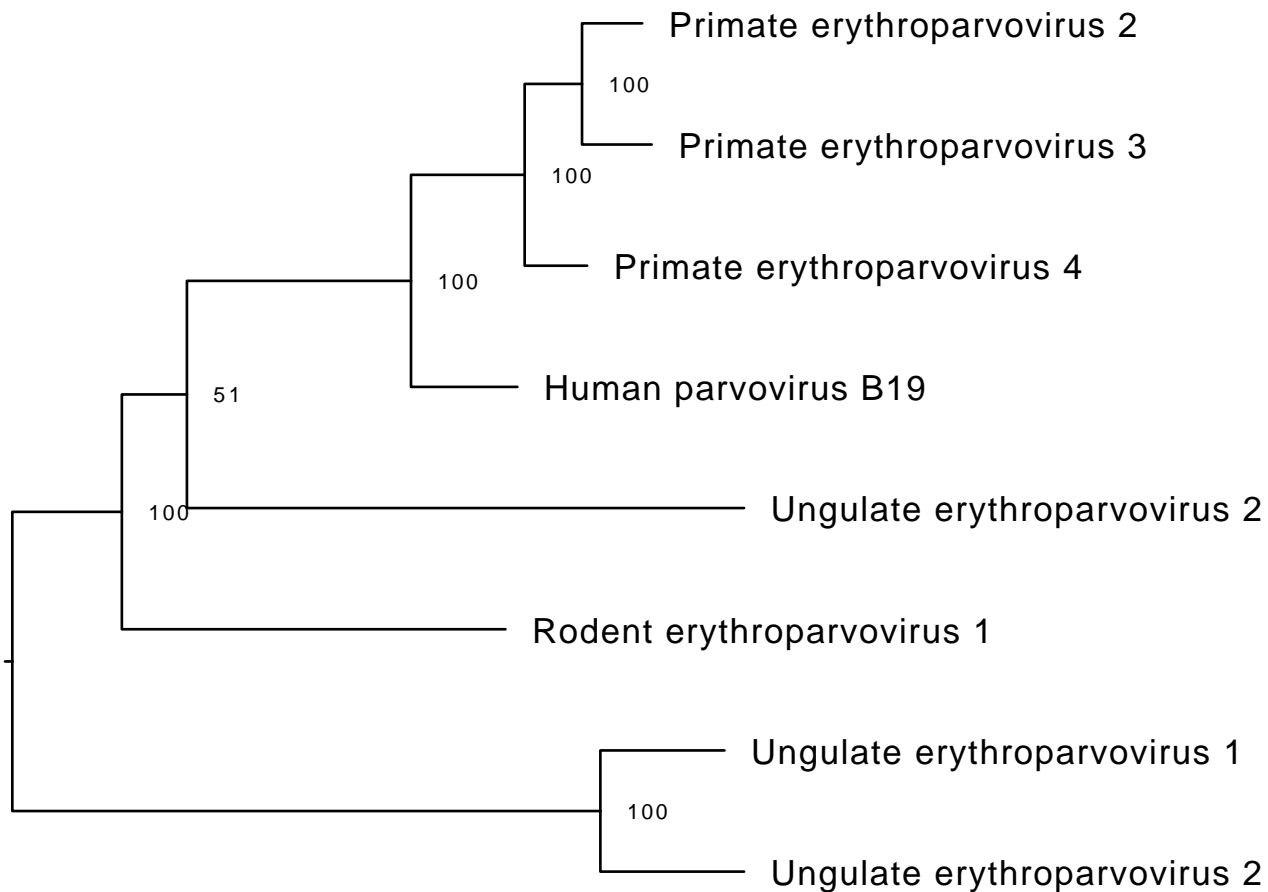 Primate erythroparvovirus 2
100
Primate erythroparvovirus 3
100
Primate erythroparvovirus 4
100
Human parvovirus B19
51
Ungulate erythroparvovirus 2
100
Rodent erythroparvovirus 1
Ungulate erythroparvovirus 1
100
Ungulate erythroparvovirus 2